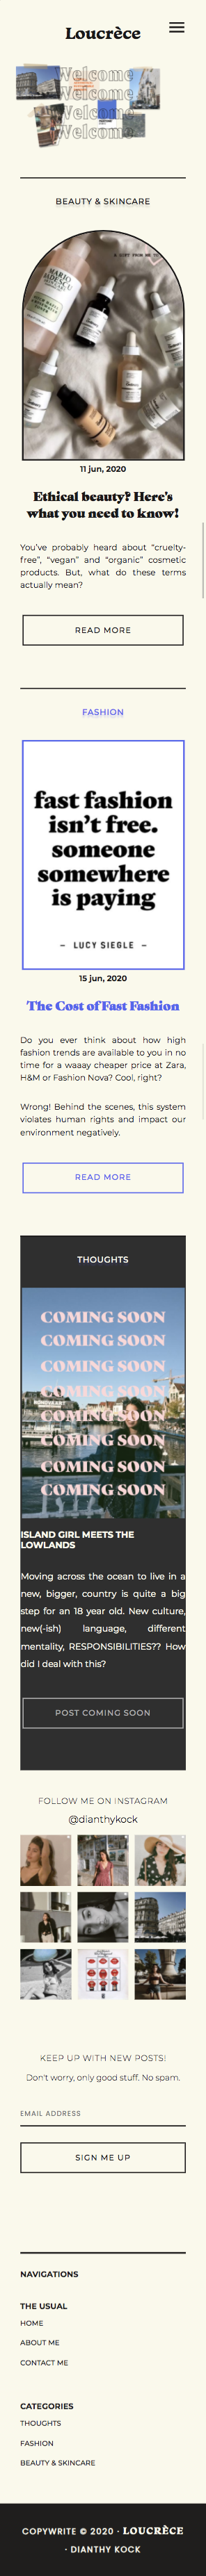 Loucrèce
Welcome
Welcome
Welcome
Welcome
BEAUTY & SKINCARE
A GIFT FROM ME TO
MARIO
BADESCU
11 jun, 2020
Ethical beauty? Here's
what you need to know!
You've probably heard about “cruelty-
free”, “vegan” and “organic” cosmetic
products. But, what do these terms
actually mean?
READ MORE
FASHION
fast fashion
isn't free.
someone
somewhere
is paying
– LUCY SIEGLE –
15 jun, 2020
The Cost of Fast Fashion
Do you ever think about how high
fashion trends are available to you in no
time for a waaay cheaper price at Zara,
H&M or Fashion Nova? Cool, right?
Wrong! Behind the scenes, this system
violates human rights and impact our
environment negatively.
READ MORE
THOUGHTS
COMING SOON
COMING SOON
COMING SOON
COMING SOON
COMING SOON
COMING SOON
COMING SOON
COMING SOON
ISLAND GIRL MEETS THE
LOWLANDS
Moving across the ocean to live in a
new, bigger, country is quite a big
step for an 18 year old. New culture,
new(-ish) language, different
mentality, RESPONSIBILITIES?? How
did I deal with this?
POST COMING SOON
FOLLOW ME ON INSTAGRAM
@dianthykock
KEEP UP WITH NEW POSTS!
Don't worry, only good stuff. No spam.
EMAIL ADDRESS
SIGN ME UP
NAVIGATIONS
THE USUAL
HOME
ABOUT ME
CONTACT ME
CATEGORIES
THOUGHTS
FASHION
BEAUTY & SKINCARE
COPYWRITE © 2020 · LOUCRÈCE
· DIANTHY KOCK